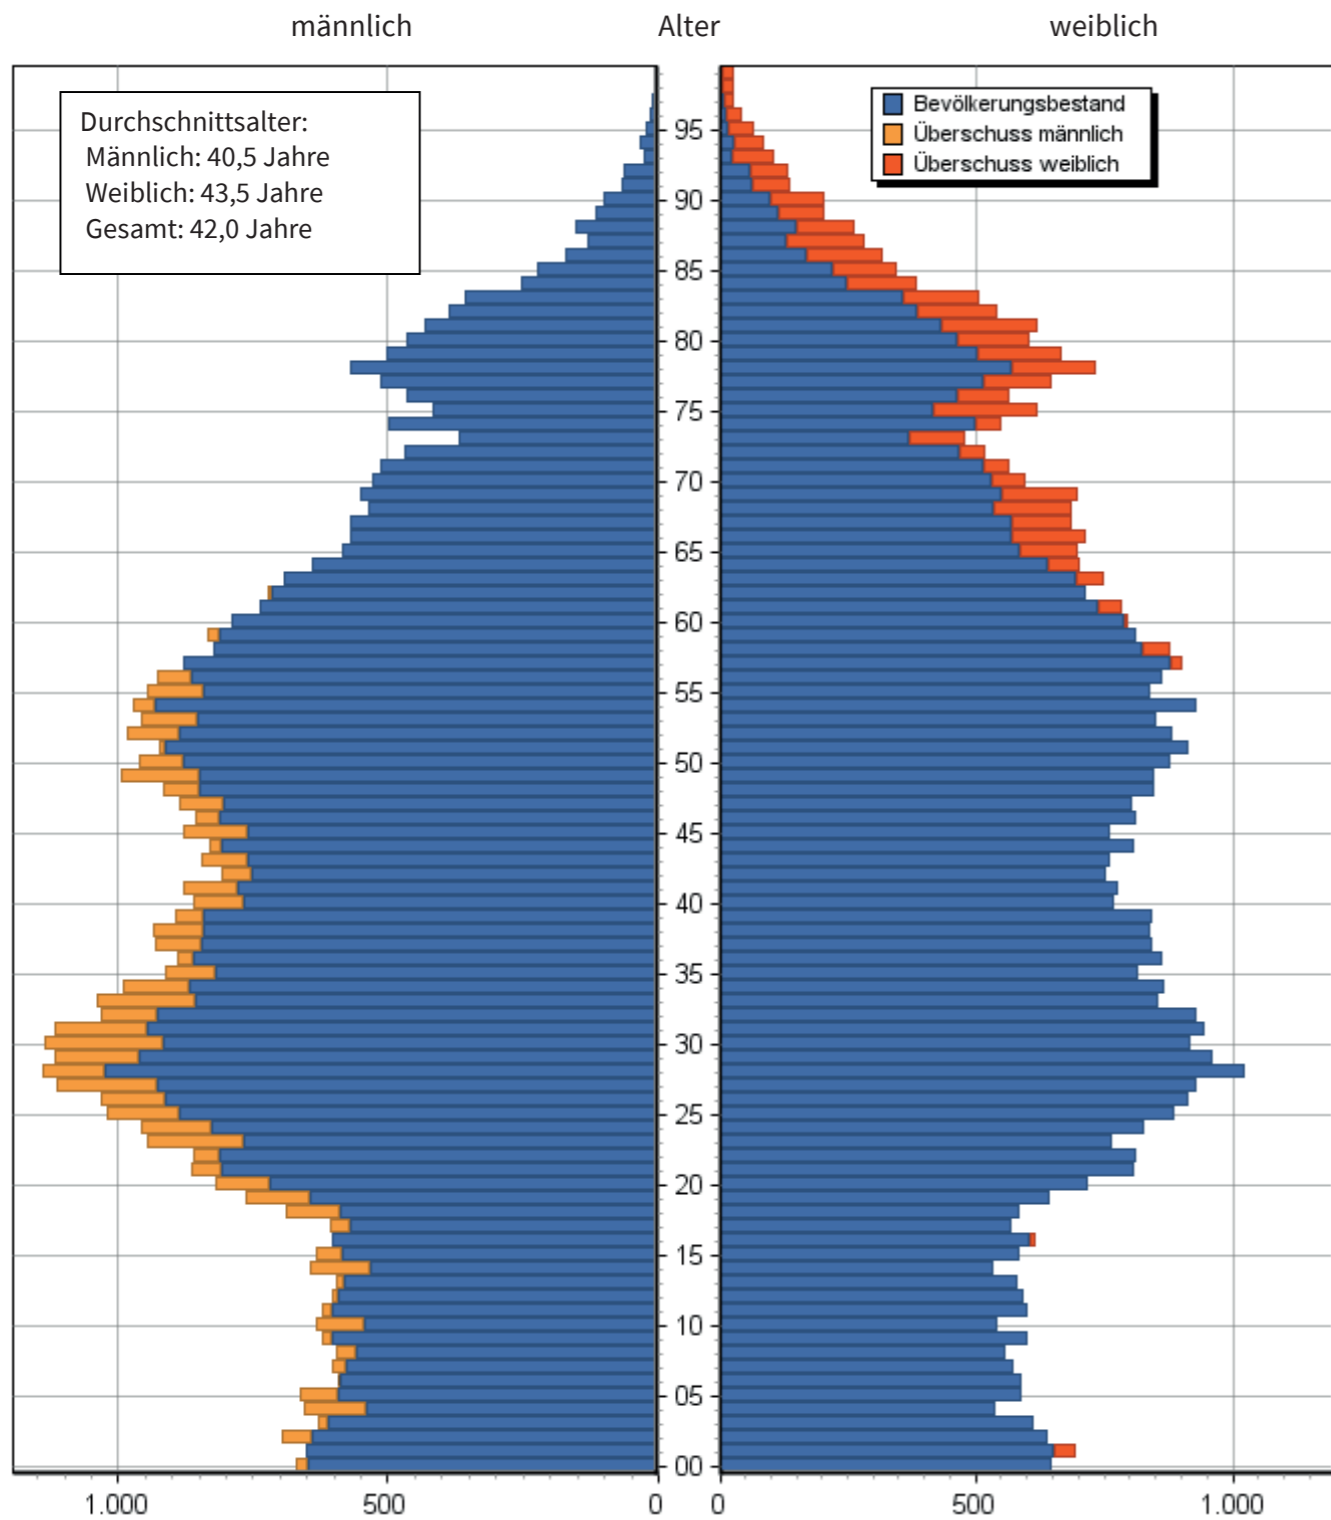 männlich Alter weiblich
Durchschnittsalter:
Männlich: 40,5 Jahre
Weiblich: 43,5 Jahre
Gesamt: 42,0 Jahre
Bevölkerungsbestand
Überschuss männlich
Überschuss weiblich
95
90
85
80
75
70
65
60
55
50
45
40
35
30
25
20
15
10
05
00
1.000 500 0 0 500 1.000